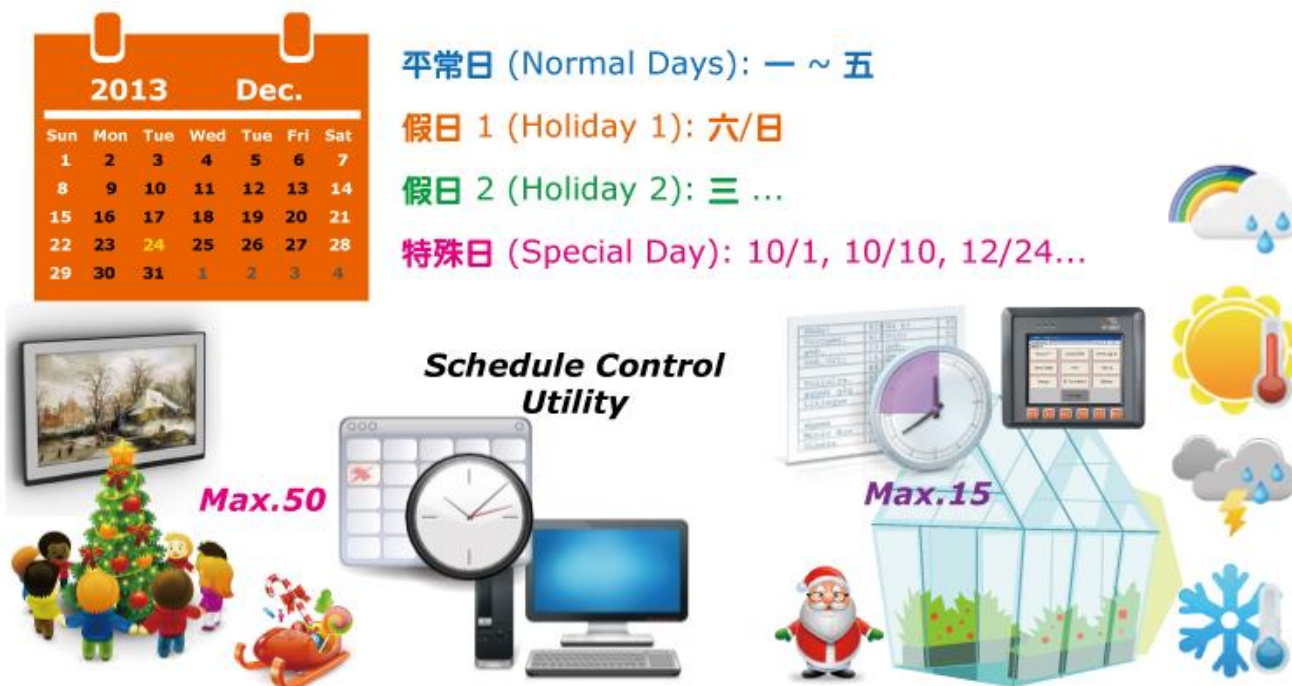 2013 Dec.
Sun Mon Tue Wed Tue Fri Sat
1 2 3 4 5 6 7
8 9 10 11 12 13 14
15 16 17 18 19 20 21
22 23 24 25 26 27 28
29 30 31 1 2 3 4
平常日 (Normal Days): 一 ~ 五
假日 1 (Holiday 1): 六/日
假日 2 (Holiday 2): 三 ...
特殊日 (Special Day): 10/1, 10/10, 12/24...
Schedule Control
Utility
Max.50
Max.15